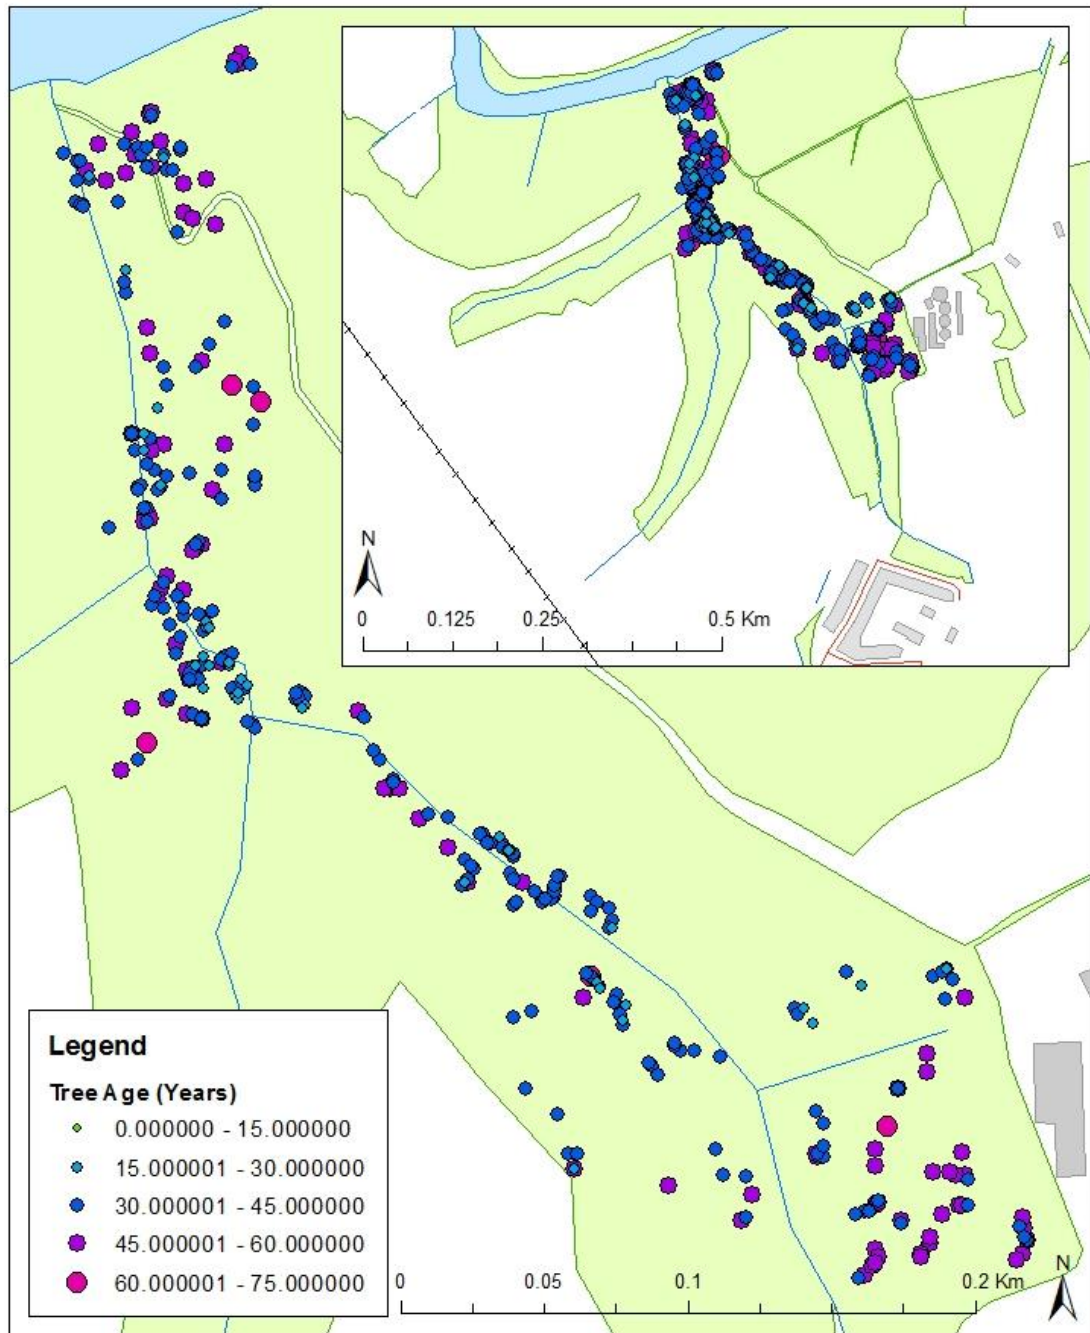 N
0 0.125 0.25 0.5 Km
Legend
Tree Age (Years)
0.000000 - 15.000000
15.000001 - 30.000000
30.000001 - 45.000000
45.000001 - 60.000000
60.000001 - 75.000000
0 0.05 0.1 0.2 Km
N